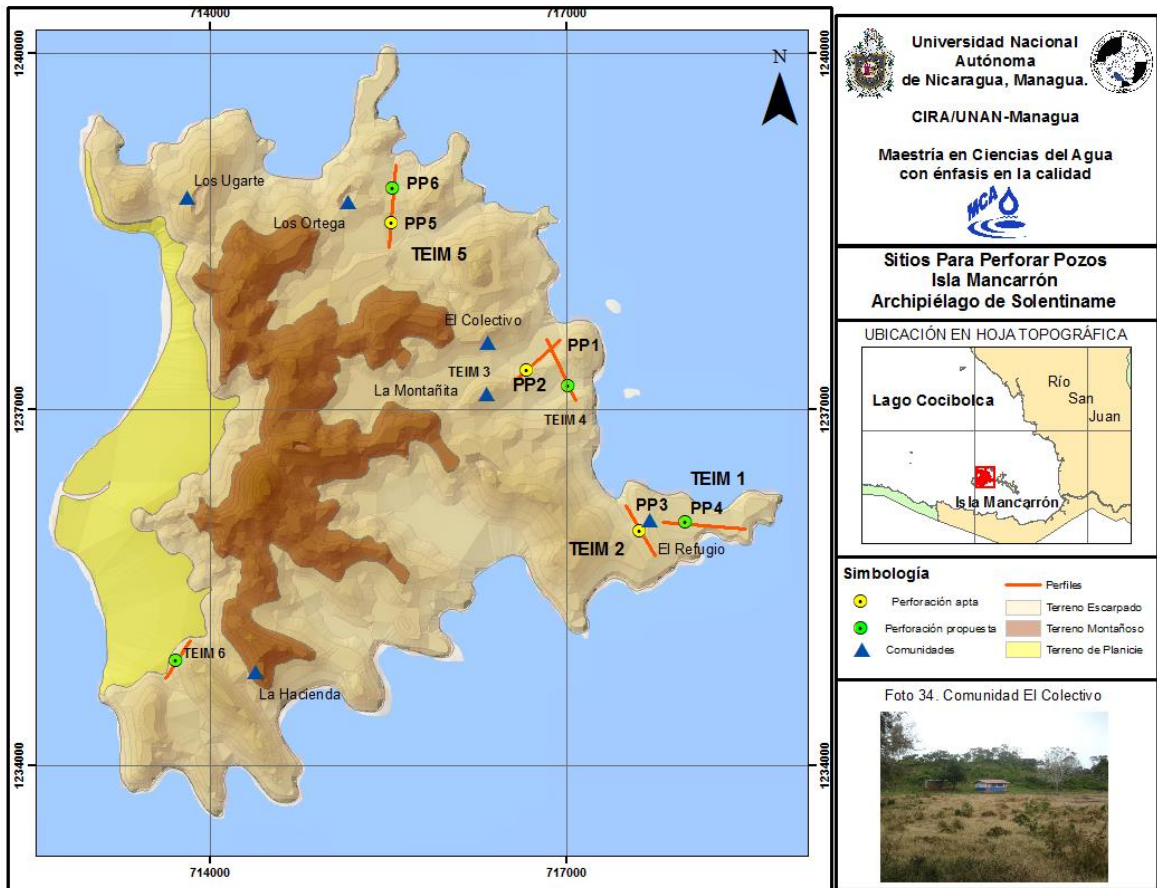 714000
717000
1240000
1240000
N
Los Ugarte
Los Ortega
PP6
PP5
TEIM 5
El Colectivo
PP1
TEIM 3
PP2
La Montañita
TEIM 4
1237000
1237000
TEIM 1
PP3
PP4
TEIM 2
El Refugio
TEIM 6
La Hacienda
1234000
1234000
714000
717000
Universidad Nacional
Autónoma
de Nicaragua, Managua.
CIRA/UNAN-Managua
Maestría en Ciencias del Agua
con énfasis en la calidad
MCA
Sitios Para Perforar Pozos
Isla Mancarrón
Archipiélago de Solentiname
UBICACIÓN EN HOJA TOPOGRÁFICA
Lago Cocibolca
Río
San
Juan
Isla Mancarrón
Simbología
Perforación apta
Perforación propuesta
Comunidades
Perfiles
Terreno Escarpado
Terreno Montañoso
Terreno de Planicie
Foto 34. Comunidad El Colectivo